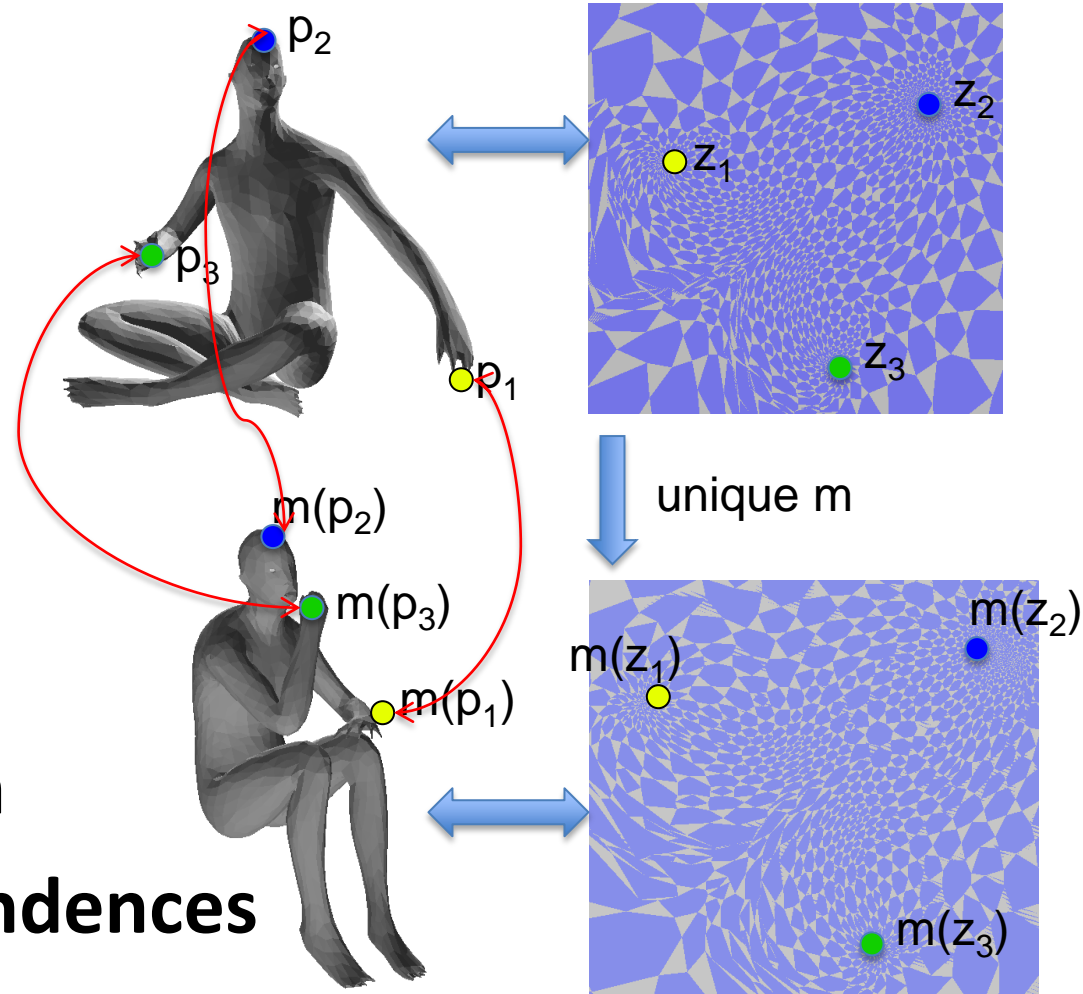 p₂
z₂
z₁
p₃
z₃
p₁
unique m
m(p₂)
m(p₃)
m(z₂)
m(z₁)
m(p₁)
ndences
m(z₃)